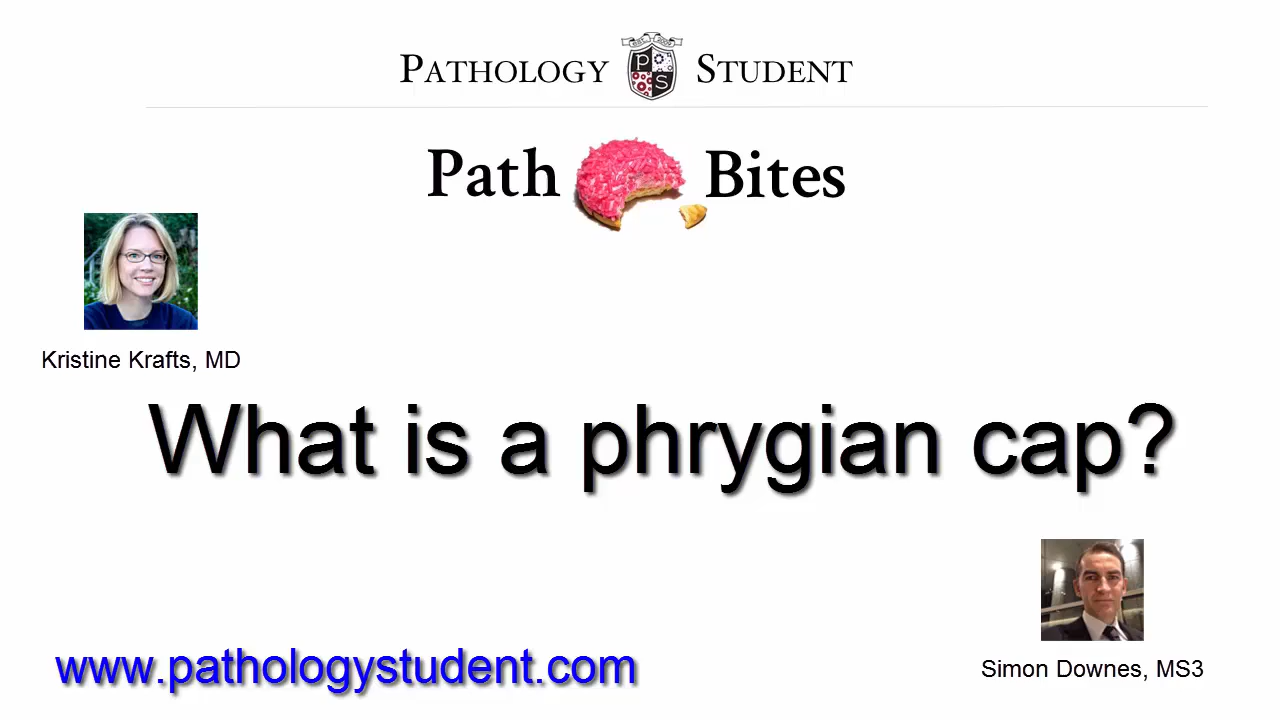 PATHOLOGY STUDENT
P
S
Path Bites
Kristine Krafts, MD
What is a phrygian cap?
Simon Downes, MS3
www.pathologystudent.com